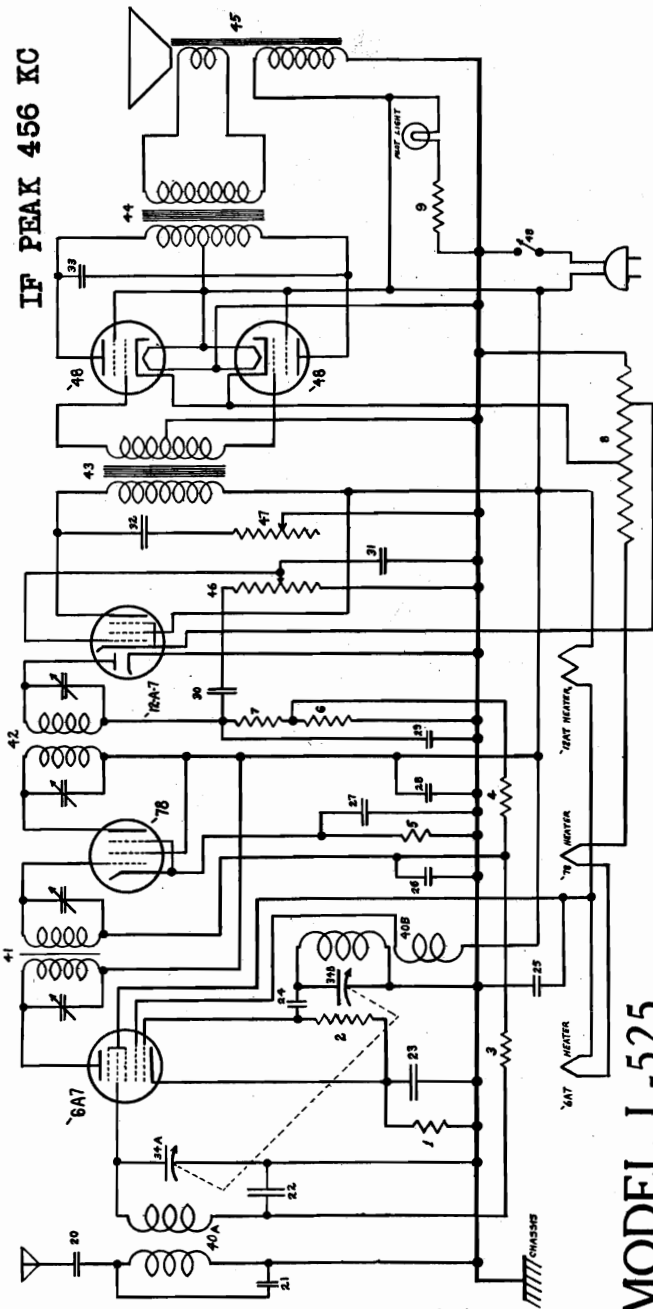 IF PEAK 456 KC
45
44
33
'48
'48
43
32
47
46
31
'12-A-7
42
30
7
6
29
'78
28
27
5
4
26
41
40B
24
34B
2
25
'6A7
23
1
3
34A
22
40A
20
21
PILOT LIGHT
9
48
8
'12A7 HEATER
'78 HEATER
'6A7 HEATER
CHASSIS
MODEL L-525